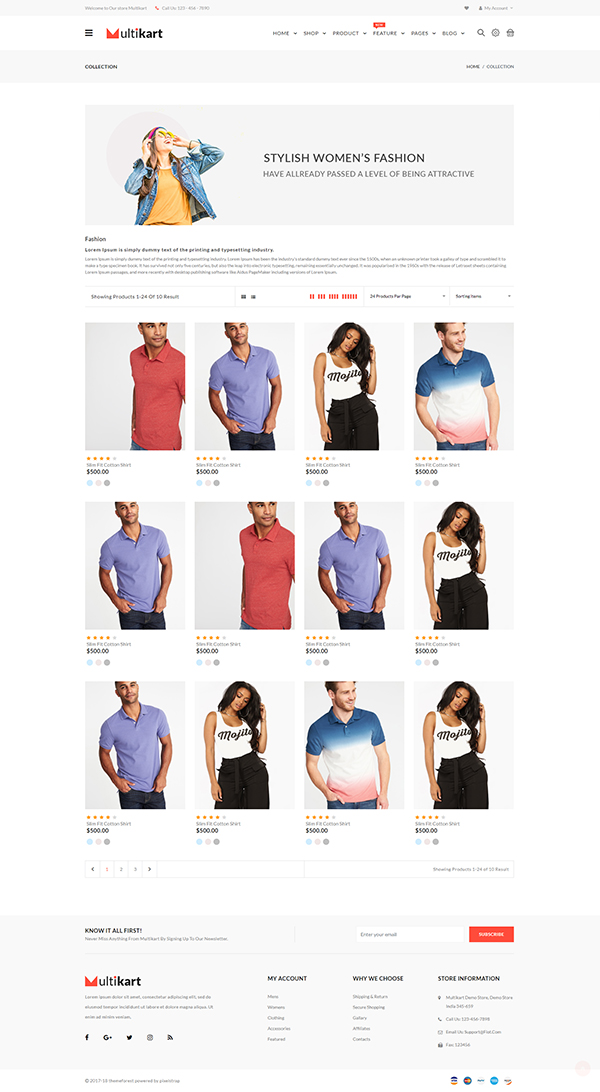 Welcome to Our store Multikart
Call Us: 123 - 456 - 7890
My Account
Multikart
HOME
SHOP
PRODUCT
NEW
FEATURE
PAGES
BLOG
COLLECTION
HOME / COLLECTION
STYLISH WOMEN'S FASHION
HAVE ALLREADY PASSED A LEVEL OF BEING ATTRACTIVE
Fashion
Lorem Ipsum is simply dummy text of the printing and typesetting industry.
Lorem Ipsum is simply dummy text of the printing and typesetting industry. Lorem Ipsum has been the industry's standard dummy text ever since the 1500s, when an unknown printer took a galley of type and scrambled it to
make a type specimen book. It has survived not only five centuries, but also the leap into electronic typesetting, remaining essentially unchanged. It was popularised in the 1960s with the release of Letraset sheets containing
Lorem Ipsum passages, and more recently with desktop publishing software like Aldus PageMaker including versions of Lorem Ipsum.
Showing Products 1-24 Of 10 Result
24 Products Par Page
Sorting Items
Mojito
Slim Fit Cotton Shirt
$500.00
Slim Fit Cotton Shirt
$500.00
Slim Fit Cotton Shirt
$500.00
Slim Fit Cotton Shirt
$500.00
Mojito
Slim Fit Cotton Shirt
$500.00
Slim Fit Cotton Shirt
$500.00
Slim Fit Cotton Shirt
$500.00
Slim Fit Cotton Shirt
$500.00
Mojito
Mojito
Slim Fit Cotton Shirt
$500.00
Slim Fit Cotton Shirt
$500.00
Slim Fit Cotton Shirt
$500.00
Slim Fit Cotton Shirt
$500.00
1 2 3
Showing Products 1-24 of 10 Result
KNOW IT ALL FIRST!
Never Miss Anything From Multikart By Signing Up To Our Newsletter.
Enter your email
SUBSCRIBE
Multikart
Lorem ipsum dolor sit amet, consectetur adipiscing elit, sed do
eiusmod tempor incididunt ut labore et dolore magna aliqua. Ut
enim ad minim veniam.
MY ACCOUNT
Mens
Womens
Clothing
Accessories
Featured
WHY WE CHOOSE
Shipping & Return
Secure Shopping
Gallary
Affiliates
Contacts
STORE INFORMATION
Multikart Demo Store, Demo Store
India-345-659
Call Us: 123-456-7898
Email Us: Support@Fiot.Com
Fax: 123456
© 2017-18 themeforest powered by pixelstrap